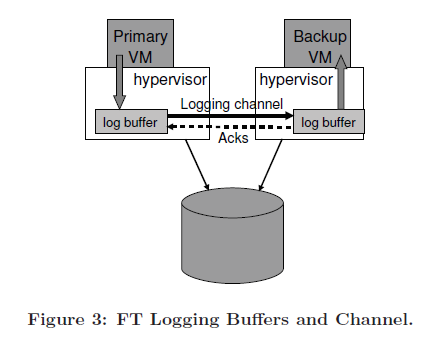 Primary
VM
Backup
VM
hypervisor
hypervisor
Logging channel
log buffer
log buffer
Acks
Figure 3: FT Logging Buffers and Channel.